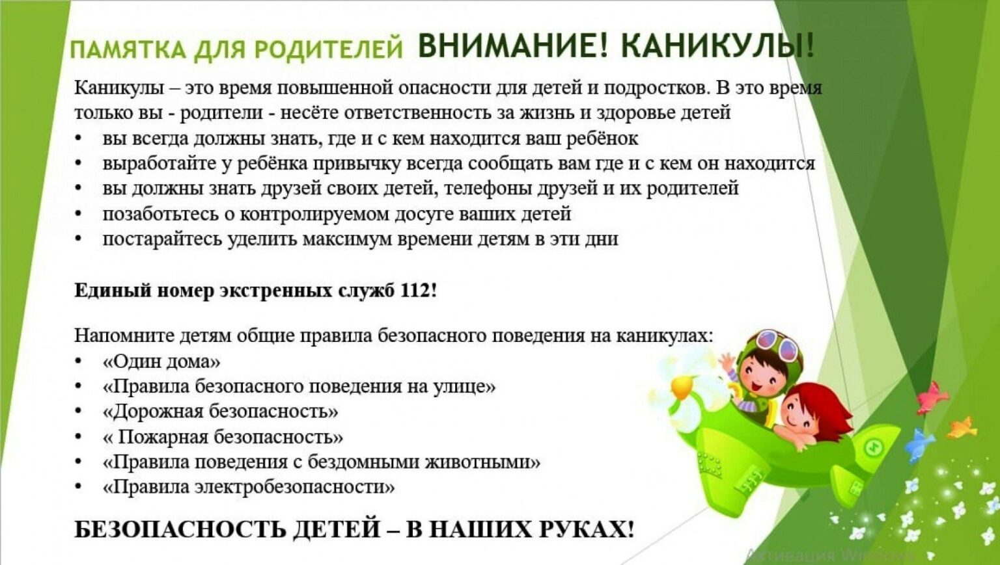 ПАМЯТКА ДЛЯ РОДИТЕЛЕЙ ВНИМАНИЕ! КАНИКУЛЫ!
Каникулы – это время повышенной опасности для детей и подростков. В это время
только вы - родители - несёте ответственность за жизнь и здоровье детей
• вы всегда должны знать, где и с кем находится ваш ребёнок
• выработайте у ребёнка привычку всегда сообщать вам где и с кем он находится
• вы должны знать друзей своих детей, телефоны друзей и их родителей
• позаботьтесь о контролируемом досуге ваших детей
• постарайтесь уделить максимум времени детям в эти дни
Единый номер экстренных служб 112!
Напомните детям общие правила безопасного поведения на каникулах:
• «Один дома»
• «Правила безопасного поведения на улице»
• «Дорожная безопасность»
• « Пожарная безопасность»
• «Правила поведения с бездомными животными»
• «Правила электробезопасности»
БЕЗОПАСНОСТЬ ДЕТЕЙ – В НАШИХ РУКАХ!
Активация Windows